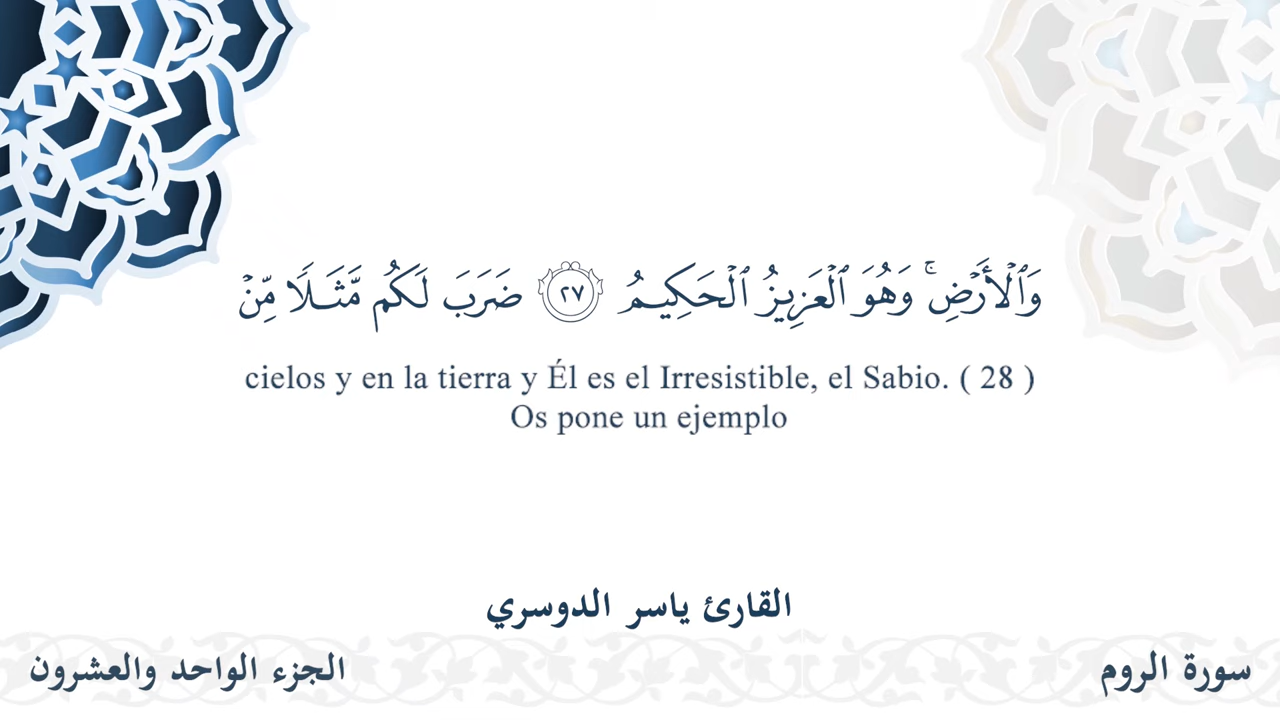 وَٱلْأَرْضِ ۚ وَهُوَ ٱلْعَزِيزُ ٱلْحَكِيمُ ٢٧ ضَرَبَ لَكُم مَّثَلًا مِّنْ
cielos y en la tierra y Él es el Irresistible, el Sabio. ( 28 )
Os pone un ejemplo
القارئ ياسر الدوسري
سورة الروم
الجزء الواحد والعشرون